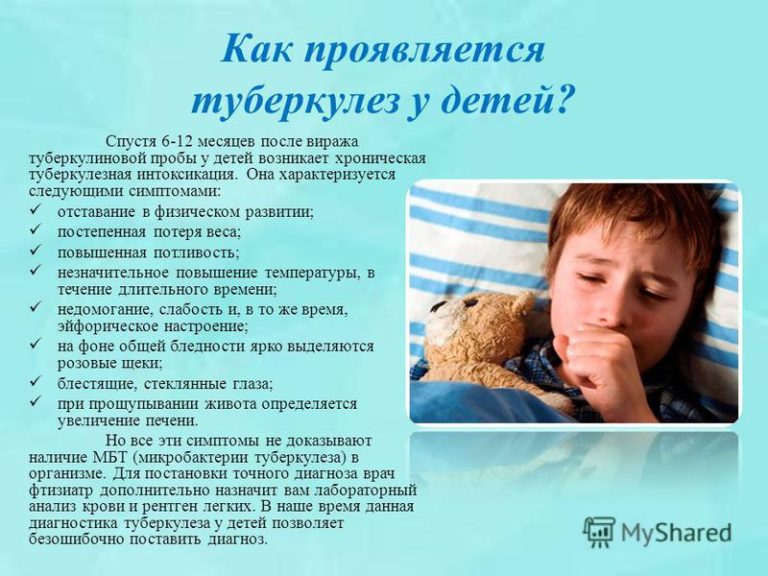 Как проявляется
туберкулез у детей?
Спустя 6-12 месяцев после виража
туберкулиновой пробы у детей возникает хроническая
туберкулезная интоксикация. Она характеризуется
следующими симптомами:
✓ отставание в физическом развитии;
✓ постепенная потеря веса;
✓ повышенная потливость;
✓ незначительное повышение температуры, в
течение длительного времени;
✓ недомогание, слабость и, в то же время,
эйфорическое настроение;
✓ на фоне общей бледности ярко выделяются
розовые щеки;
✓ блестящие, стеклянные глаза;
✓ при прощупывании живота определяется
увеличение печени.
Но все эти симптомы не доказывают
наличие МБТ (микробактерии туберкулеза) в
организме. Для постановки точного диагноза врач
фтизиатр дополнительно назначит вам лабораторный
анализ крови и рентген легких. В наше время данная
диагностика туберкулеза у детей позволяет
безошибочно поставить диагноз.
MyShared